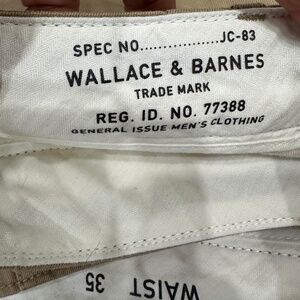 SPEC NO..................JC-83
WALLACE & BARNES
TRADE MARK
REG. ID. NO. 77388
GENERAL ISSUE MEN'S CLOTHING
WAIST 35